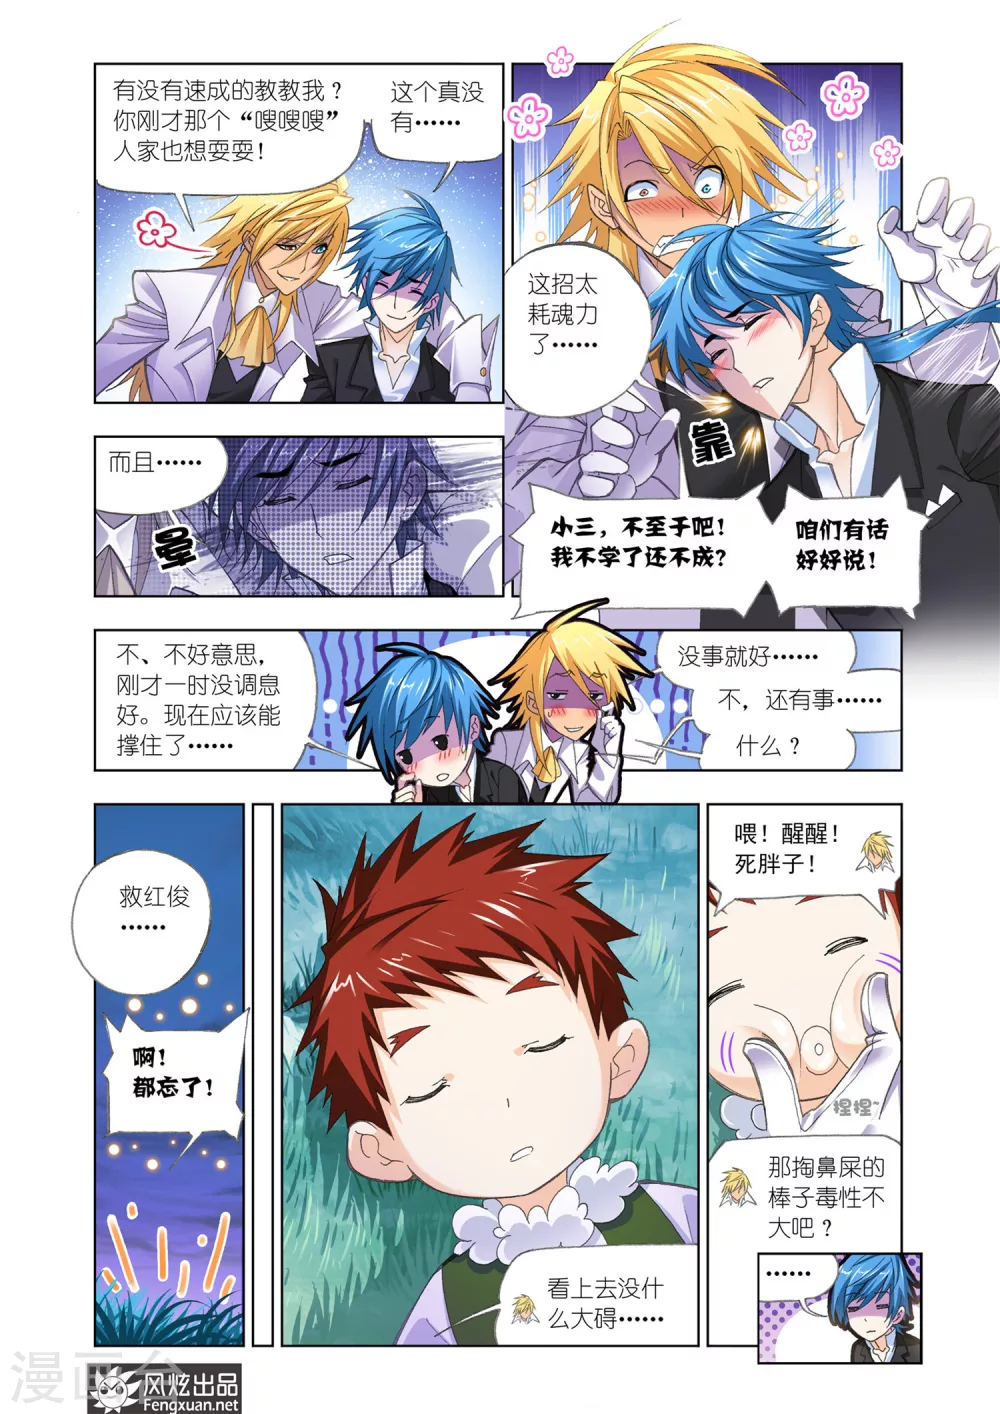 有没有速成的教教我？
你刚才那个“嗖嗖嗖”
人家也想耍耍！
这个真没
有……
这招太
耗魂力
了……
靠
小三，不至于吧！
我不学了还不成？
咱们有话
好好说！
而且……
晕
不、不好意思，
刚才一时没调息
好。现在应该能
撑住了……
没事就好……
不，还有事……
什么？
救红俊
……
啊！
都忘了！
看上去没什
么大碍……
喂！醒醒！
死胖子！
捏捏~
那掏鼻屎的
棒子毒性不
大吧？
……
漫画台
风炫出品
Fengxuan.net